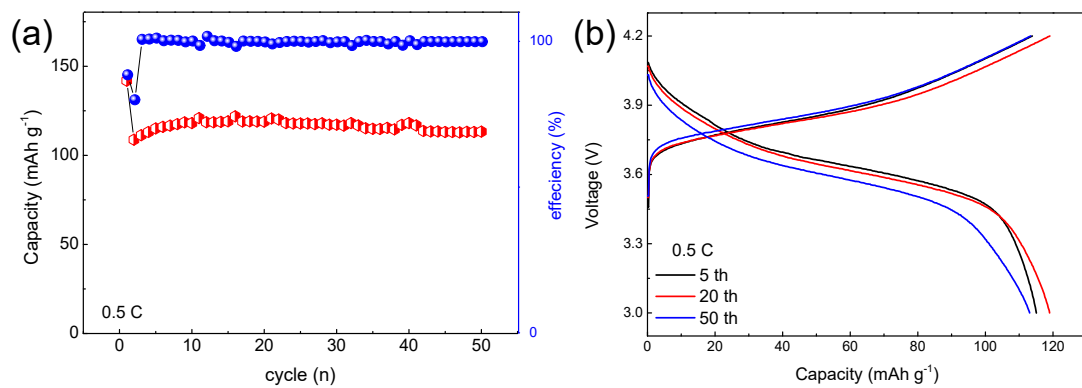 (a)
Capacity (mAh g⁻¹)
150
100
50
0
0.5 C
0
10
20
30
40
50
cycle (n)
100
0
effeciency (%)
(b)
Voltage (V)
4.2
3.9
3.6
3.3
3.0
0.5 C
5 th
20 th
50 th
0
20
40
60
80
100
120
Capacity (mAh g⁻¹)